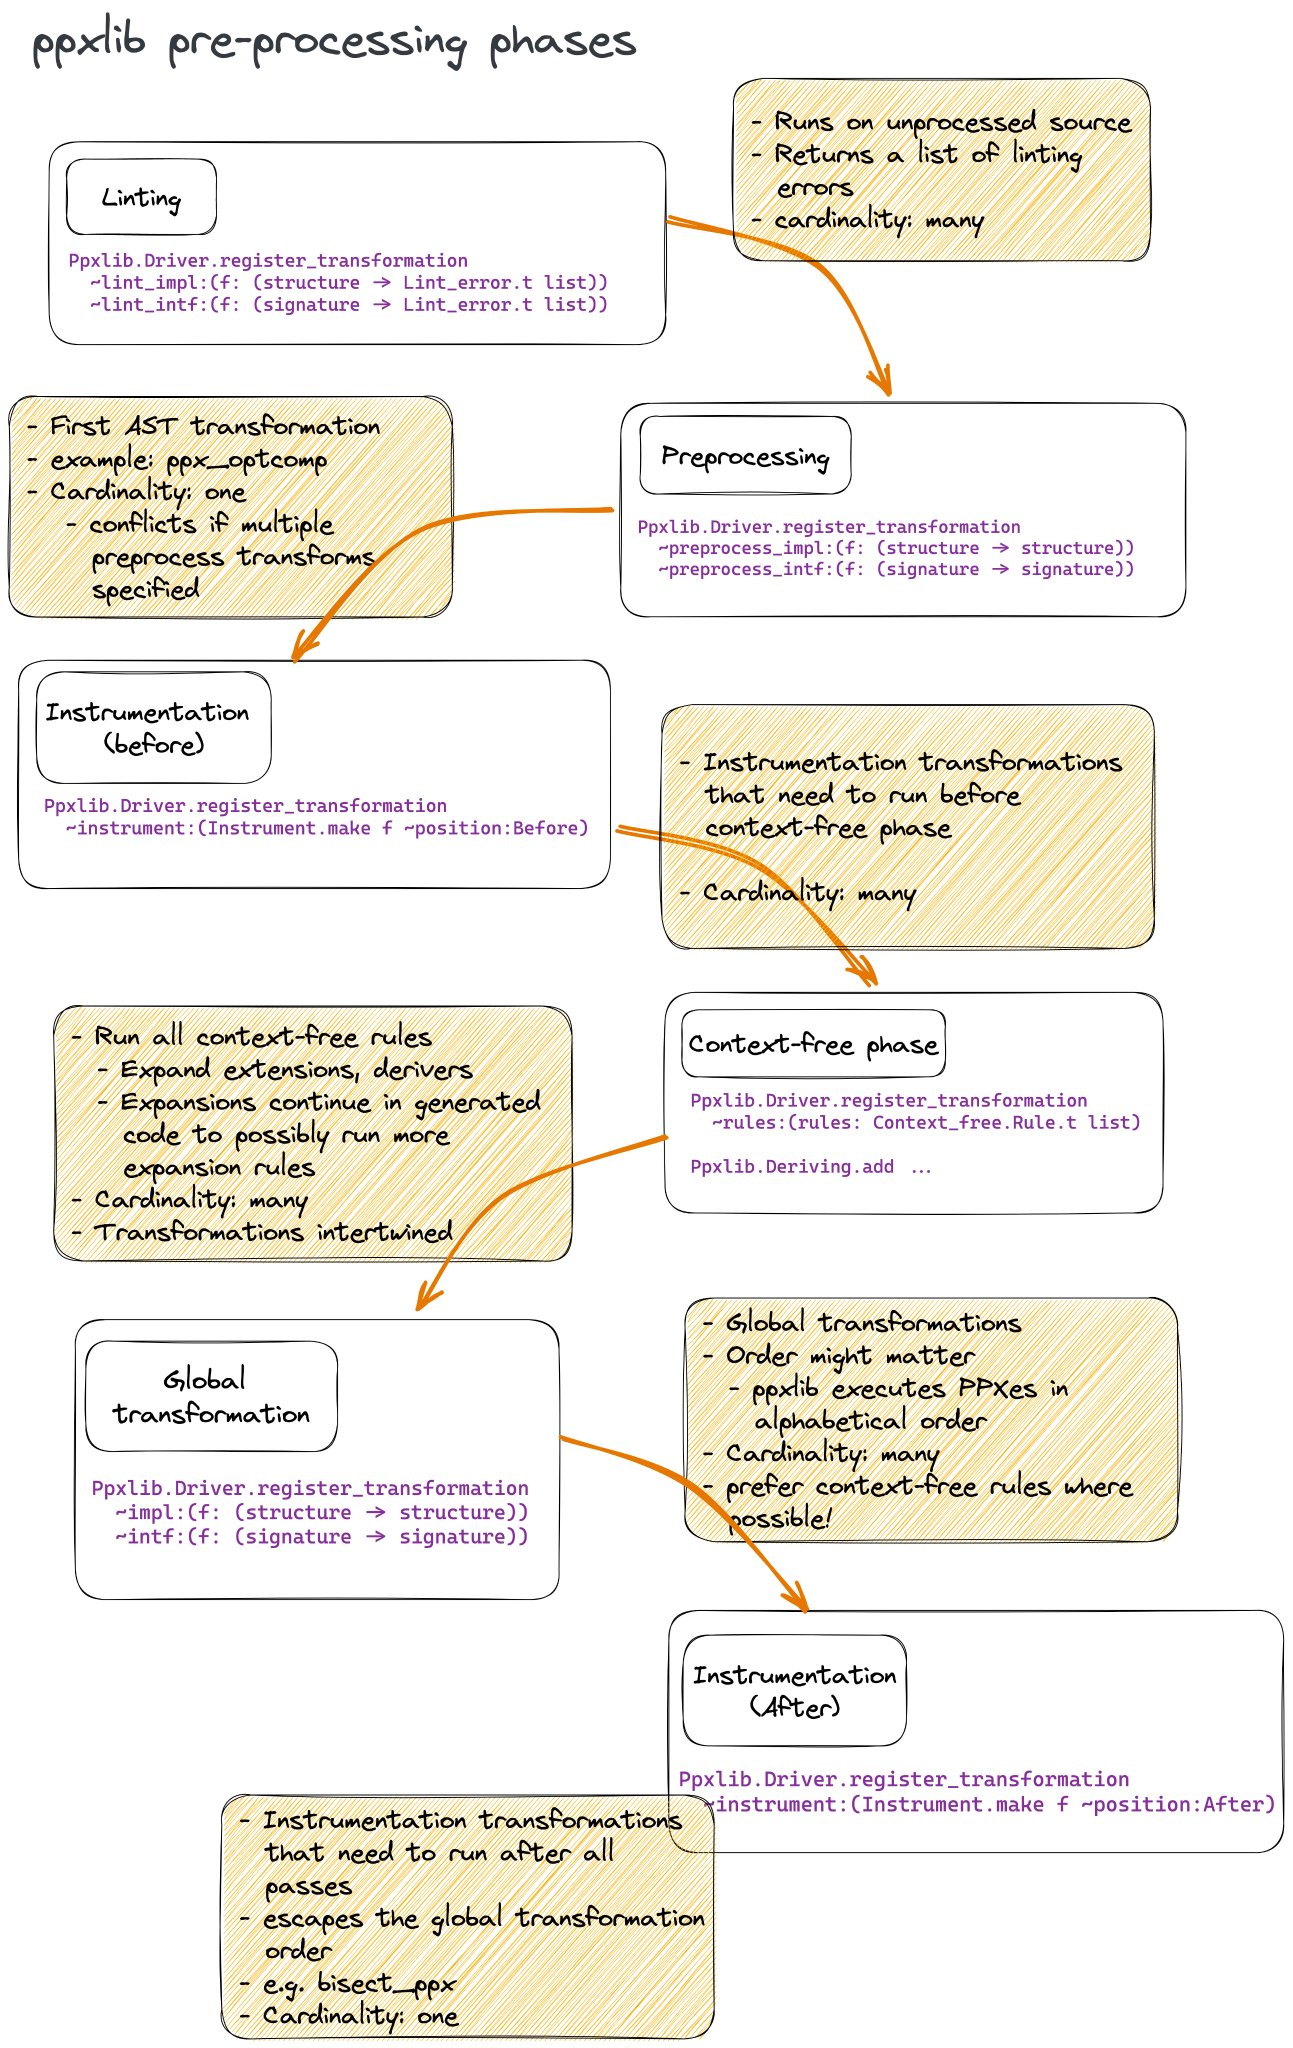 ppxlib pre-processing phases
- Runs on unprocessed source
- Returns a list of linting
errors
- cardinality: many
Linting
Ppxlib.Driver.register_transformation
~lint_impl:(f: (structure -> Lint_error.t list))
~lint_intf:(f: (signature -> Lint_error.t list))
- First AST transformation
- example: ppx_optcomp
- Cardinality: one
- conflicts if multiple
preprocess transforms
specified
Preprocessing
Ppxlib.Driver.register_transformation
~preprocess_impl:(f: (structure -> structure))
~preprocess_intf:(f: (signature -> signature))
Instrumentation
(before)
Ppxlib.Driver.register_transformation
~instrument:(Instrument.make f ~position:Before)
- Instrumentation transformations
that need to run before
context-free phase
- Cardinality: many
Context-free phase
Ppxlib.Driver.register_transformation
~rules:(rules: Context_free.Rule.t list)
Ppxlib.Deriving.add ...
- Run all context-free rules
- Expand extensions, derivers
- Expansions continue in generated
code to possibly run more
expansion rules
- Cardinality: many
- Transformations intertwined
Global
transformation
Ppxlib.Driver.register_transformation
~impl:(f: (structure -> structure))
~intf:(f: (signature -> signature))
- Global transformations
- Order might matter
- ppxlib executes PPXes in
alphabetical order
- Cardinality: many
- prefer context-free rules where
possible!
Instrumentation
(After)
Ppxlib.Driver.register_transformation
~instrument:(Instrument.make f ~position:After)
- Instrumentation transformations
that need to run after all
passes
- escapes the global transformation
order
- e.g. bisect_ppx
- Cardinality: one